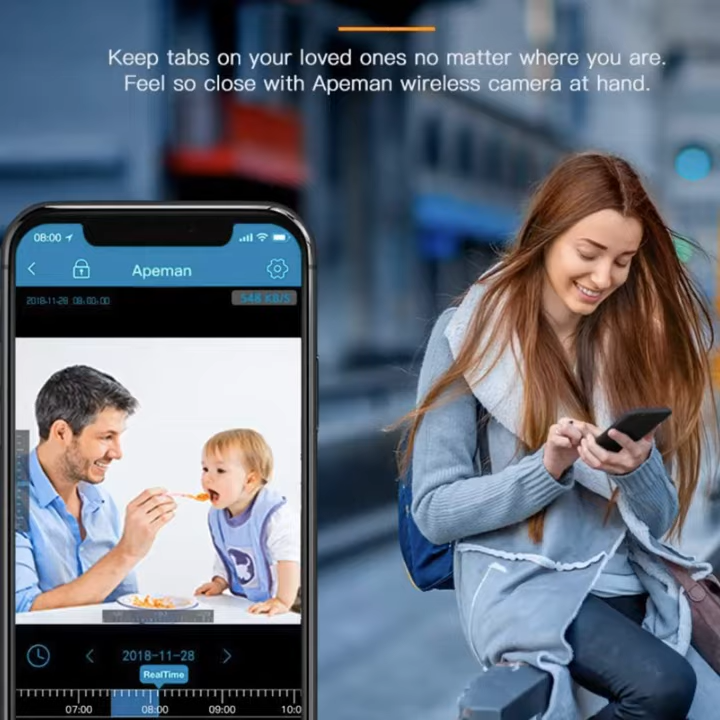 Keep tabs on your loved ones no matter where you are.
Feel so close with Apeman wireless camera at hand.
08:00
Apeman
2018-11-28 08:00:00
548 KB/S
2018-11-28
RealTime
07:00 08:00 09:00 10:0